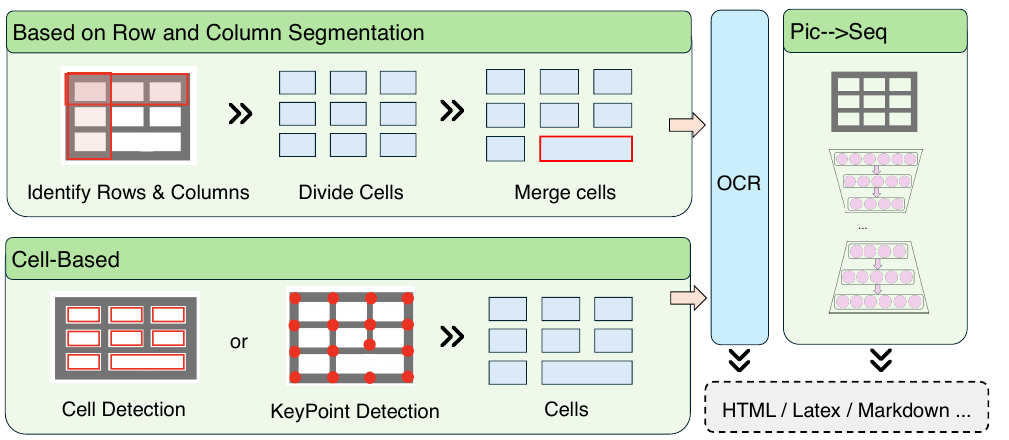 Based on Row and Column Segmentation
Identify Rows & Columns
Divide Cells
Merge cells
Cell-Based
or
Cell Detection
KeyPoint Detection
Cells
OCR
Pic-->Seq
...
HTML / Latex / Markdown ...